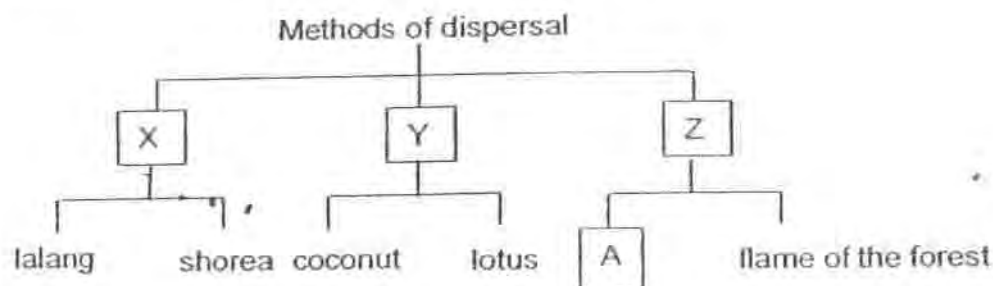 Methods of dispersal
X Y Z
lalang shorea coconut lotus A flame of the forest